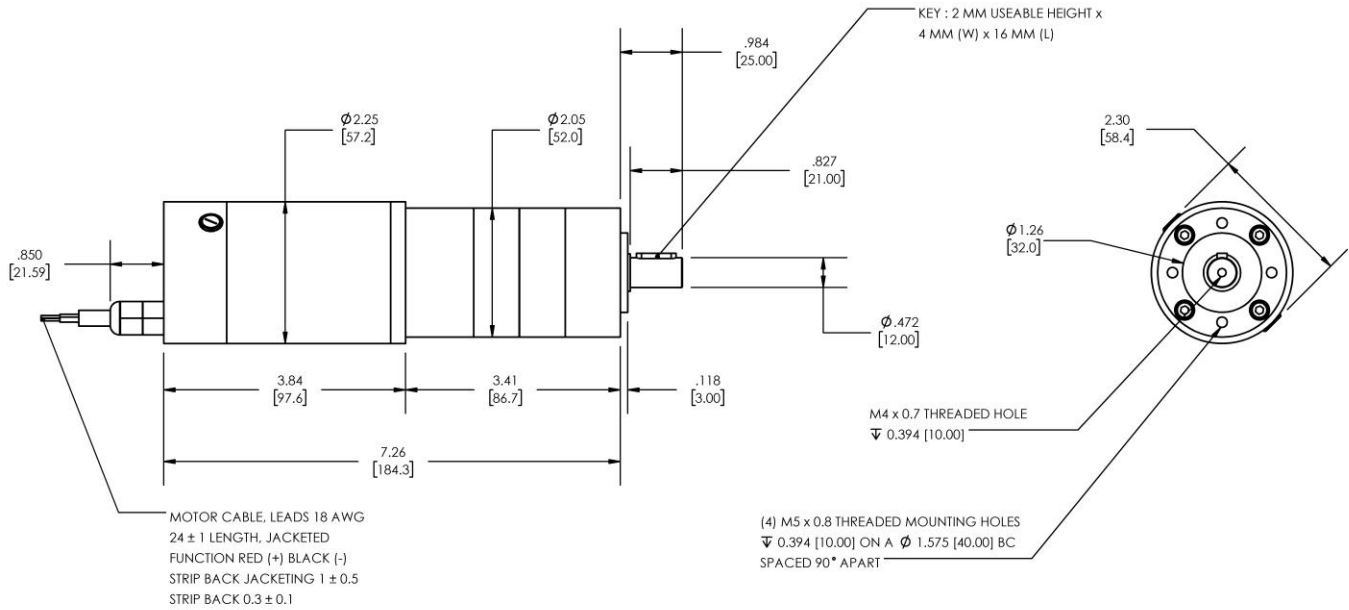 KEY : 2 MM USEABLE HEIGHT x
4 MM (W) x 16 MM (L)
.984
[25.00]
Ø2.25
[57.2]
Ø2.05
[52.0]
2.30
[58.4]
.827
[21.00]
Ø1.26
[32.0]
.850
[21.59]
Ø.472
[12.00]
3.84
[97.6]
3.41
[86.7]
.118
[3.00]
M4 x 0.7 THREADED HOLE
↧ 0.394 [10.00]
7.26
[184.3]
MOTOR CABLE, LEADS 18 AWG
24 ± 1 LENGTH, JACKETED
FUNCTION RED (+) BLACK (-)
STRIP BACK JACKETING 1 ± 0.5
STRIP BACK 0.3 ± 0.1
(4) M5 x 0.8 THREADED MOUNTING HOLES
↧ 0.394 [10.00] ON A Ø 1.575 [40.00] BC
SPACED 90° APART